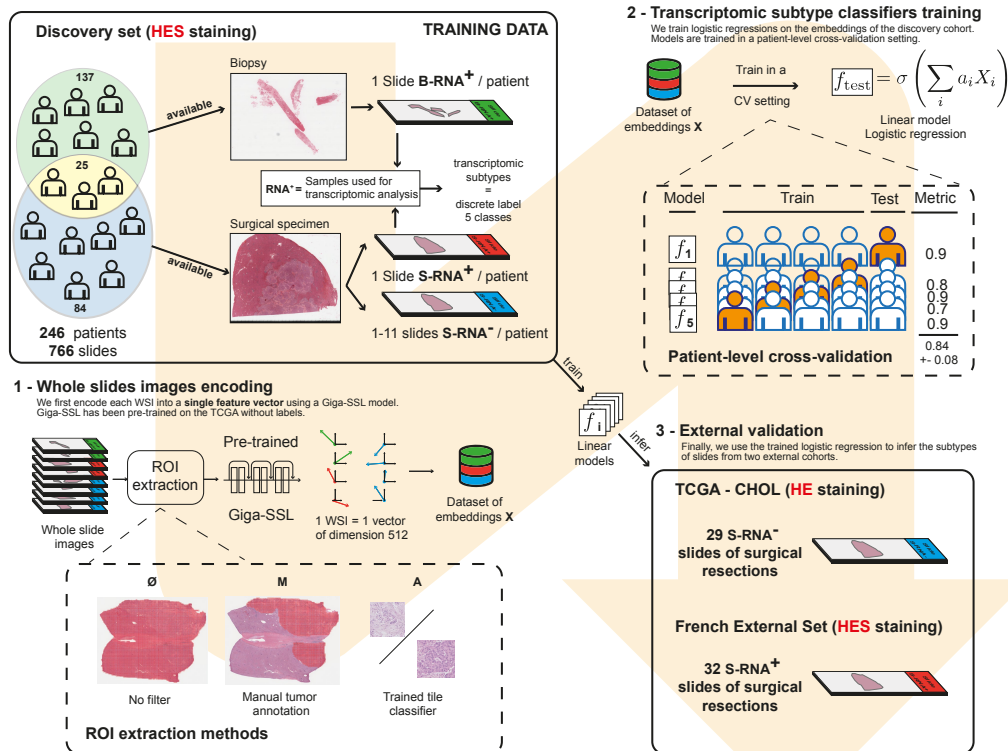 Discovery set (HES staining)
TRAINING DATA
137
25
84
246 patients
766 slides
available
available
Biopsy
1 Slide B-RNA+ / patient
RNA+ = Samples used for transcriptomic analysis
transcriptomic
subtypes
=
discrete label
5 classes
Surgical specimen
1 Slide S-RNA+ / patient
1-11 slides S-RNA- / patient
1 - Whole slides images encoding
We first encode each WSI into a single feature vector using a Giga-SSL model.
Giga-SSL has been pre-trained on the TCGA without labels.
Whole slide
images
ROI
extraction
Pre-trained
Giga-SSL
1 WSI = 1 vector
of dimension 512
Dataset of
embeddings X
Ø
M
A
No filter
Manual tumor
annotation
Trained tile
classifier
ROI extraction methods
train
f i
Linear
models
infer
2 - Transcriptomic subtype classifiers training
We train logistic regressions on the embeddings of the discovery cohort.
Models are trained in a patient-level cross-validation setting.
Dataset of
embeddings X
Train in a
CV setting
f_test = σ ( ∑_i a_i X_i )
Linear model
Logistic regression
Model
Train
Test
Metric
f 1
0.9
f
0.8
f
0.9
f
0.7
f 5
0.9
0.84
+- 0.08
Patient-level cross-validation
3 - External validation
Finally, we use the trained logistic regression to infer the subtypes
of slides from two external cohorts.
TCGA - CHOL (HE staining)
29 S-RNA-
slides of surgical
resections
French External Set (HES staining)
32 S-RNA+
slides of surgical
resections